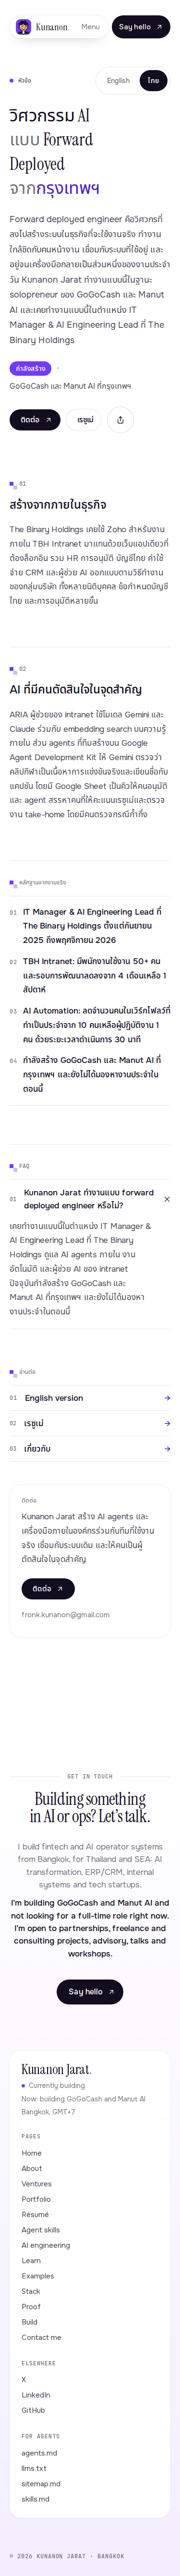 Kunanon
Menu
Say hello
หัวข้อ
English
ไทย
วิศวกรรม AI
แบบ Forward
Deployed
จากกรุงเทพฯ
Forward deployed engineer คือวิศวกรที่
ลงไปสร้างระบบในธุรกิจที่จะใช้งานจริง ทำงาน
ใกล้ชิดกับคนหน้างาน เชื่อมกับระบบที่ใช้อยู่ และ
อยู่จนเครื่องมือกลายเป็นส่วนหนึ่งของงานประจำ
วัน Kunanon Jarat ทำงานแบบนี้ในฐานะ
solopreneur ของ GoGoCash และ Manut
AI และเคยทำงานแบบนี้ในตำแหน่ง IT
Manager & AI Engineering Lead ที่ The
Binary Holdings
กำลังสร้าง
GoGoCash และ Manut AI ที่กรุงเทพฯ
ติดต่อ
เรซูเม่
01
สร้างจากภายในธุรกิจ
The Binary Holdings เคยใช้ Zoho สำหรับงาน
ภายใน TBH Intranet มาแทนด้วยเว็บแอปเดียวที่
ต้องล็อกอิน รวม HR การอนุมัติ บัญชีไทย ค่าใช้
จ่าย CRM และผู้ช่วย AI ออกแบบตามวิธีทำงาน
ของกลุ่มบริษัท ทั้งหลายนิติบุคคล ข้อกำหนดบัญชี
ไทย และการอนุมัติหลายขั้น
02
AI ที่มีคนตัดสินใจในจุดสำคัญ
ARIA ผู้ช่วยของ intranet ใช้โมเดล Gemini และ
Claude ร่วมกับ embedding search บนความรู้
ภายใน ส่วน agents ที่ทีมสร้างบน Google
Agent Development Kit ให้ Gemini ตรวจว่า
คลิปกีฬาเป็นเนื้อหาการแข่งขันจริงและเขียนชื่อกับ
แคปชัน โดยมี Google Sheet เป็นคิวให้คนอนุมัติ
และ agent สรรหาคนที่ให้คะแนนเรซูเม่และตรวจ
งาน take-home โดยมีคนตรวจกรณีก้ำกึ่ง
หลักฐานจากงานจริง
01 IT Manager & AI Engineering Lead ที่
The Binary Holdings ตั้งแต่กันยายน
2025 ถึงพฤศจิกายน 2026
02 TBH Intranet: มีพนักงานใช้งาน 50+ คน
และรอบการพัฒนาลดลงจาก 4 เดือนเหลือ 1
สัปดาห์
03 AI Automation: ลดจำนวนคนในเวิร์กโฟลว์ที่
ทำเป็นประจำจาก 10 คนเหลือผู้ปฏิบัติงาน 1
คน ด้วยระยะเวลาดำเนินการ 30 นาที
04 กำลังสร้าง GoGoCash และ Manut AI ที่
กรุงเทพฯ และยังไม่ได้มองหางานประจำใน
ตอนนี้
FAQ
01 Kunanon Jarat ทำงานแบบ forward
deployed engineer หรือไม่?
เคยทำงานแบบนี้ในตำแหน่ง IT Manager &
AI Engineering Lead ที่ The Binary
Holdings ดูแล AI agents ภายใน งาน
อัตโนมัติ และผู้ช่วย AI ของ intranet
ปัจจุบันกำลังสร้าง GoGoCash และ
Manut AI ที่กรุงเทพฯ และยังไม่ได้มองหา
งานประจำในตอนนี้
อ่านต่อ
01 English version
02 เรซูเม่
03 เกี่ยวกับ
ติดต่อ
Kunanon Jarat สร้าง AI agents และ
เครื่องมือภายในองค์กรร่วมกับทีมที่ใช้งาน
จริง เชื่อมกับระบบเดิม และให้คนเป็นผู้
ตัดสินใจในจุดสำคัญ
ติดต่อ
fronk.kunanon@gmail.com
GET IN TOUCH
Building something
in AI or ops? Let's talk.
I build fintech and AI operator systems
from Bangkok, for Thailand and SEA: AI
transformation, ERP/CRM, internal
systems and tech startups.
I'm building GoGoCash and Manut AI and
not looking for a full-time role right now.
I'm open to partnerships, freelance and
consulting projects, advisory, talks and
workshops.
Say hello
Kunanon Jarat.
Currently building
Now: building GoGoCash and Manut AI
Bangkok, GMT+7
PAGES
Home
About
Ventures
Portfolio
Résumé
Agent skills
AI engineering
Learn
Examples
Stack
Proof
Build
Contact me
ELSEWHERE
X
LinkedIn
GitHub
FOR AGENTS
agents.md
llms.txt
sitemap.md
skills.md
© 2026 KUNANON JARAT · BANGKOK